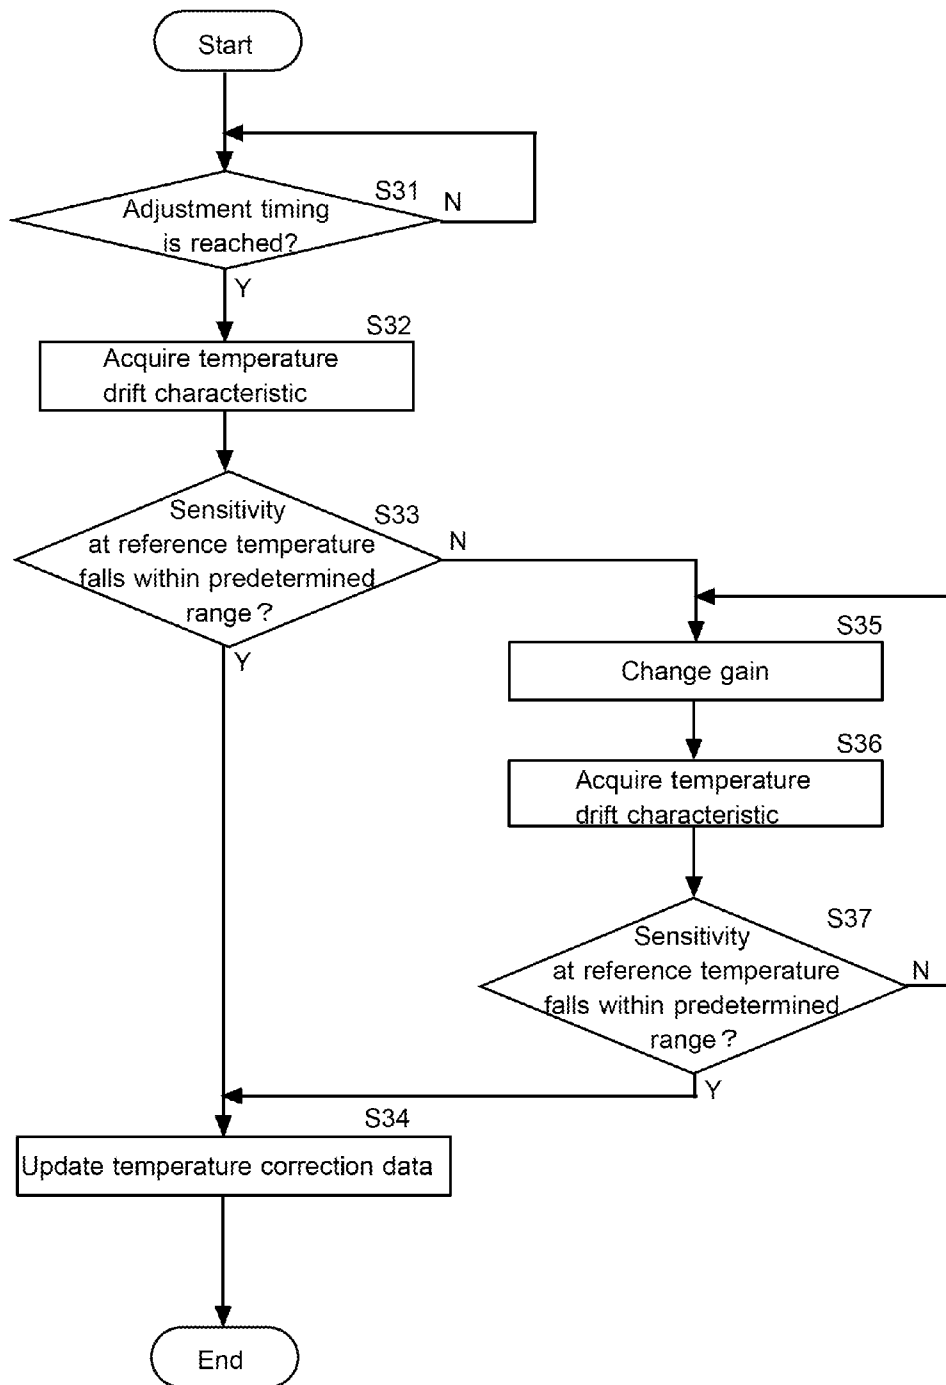 Start
S31
Adjustment timing
is reached?
N
Y
S32
Acquire temperature
drift characteristic
S33
Sensitivity
at reference temperature
falls within predetermined
range?
N
Y
S35
Change gain
S36
Acquire temperature
drift characteristic
S37
Sensitivity
at reference temperature
falls within predetermined
range?
N
Y
S34
Update temperature correction data
End